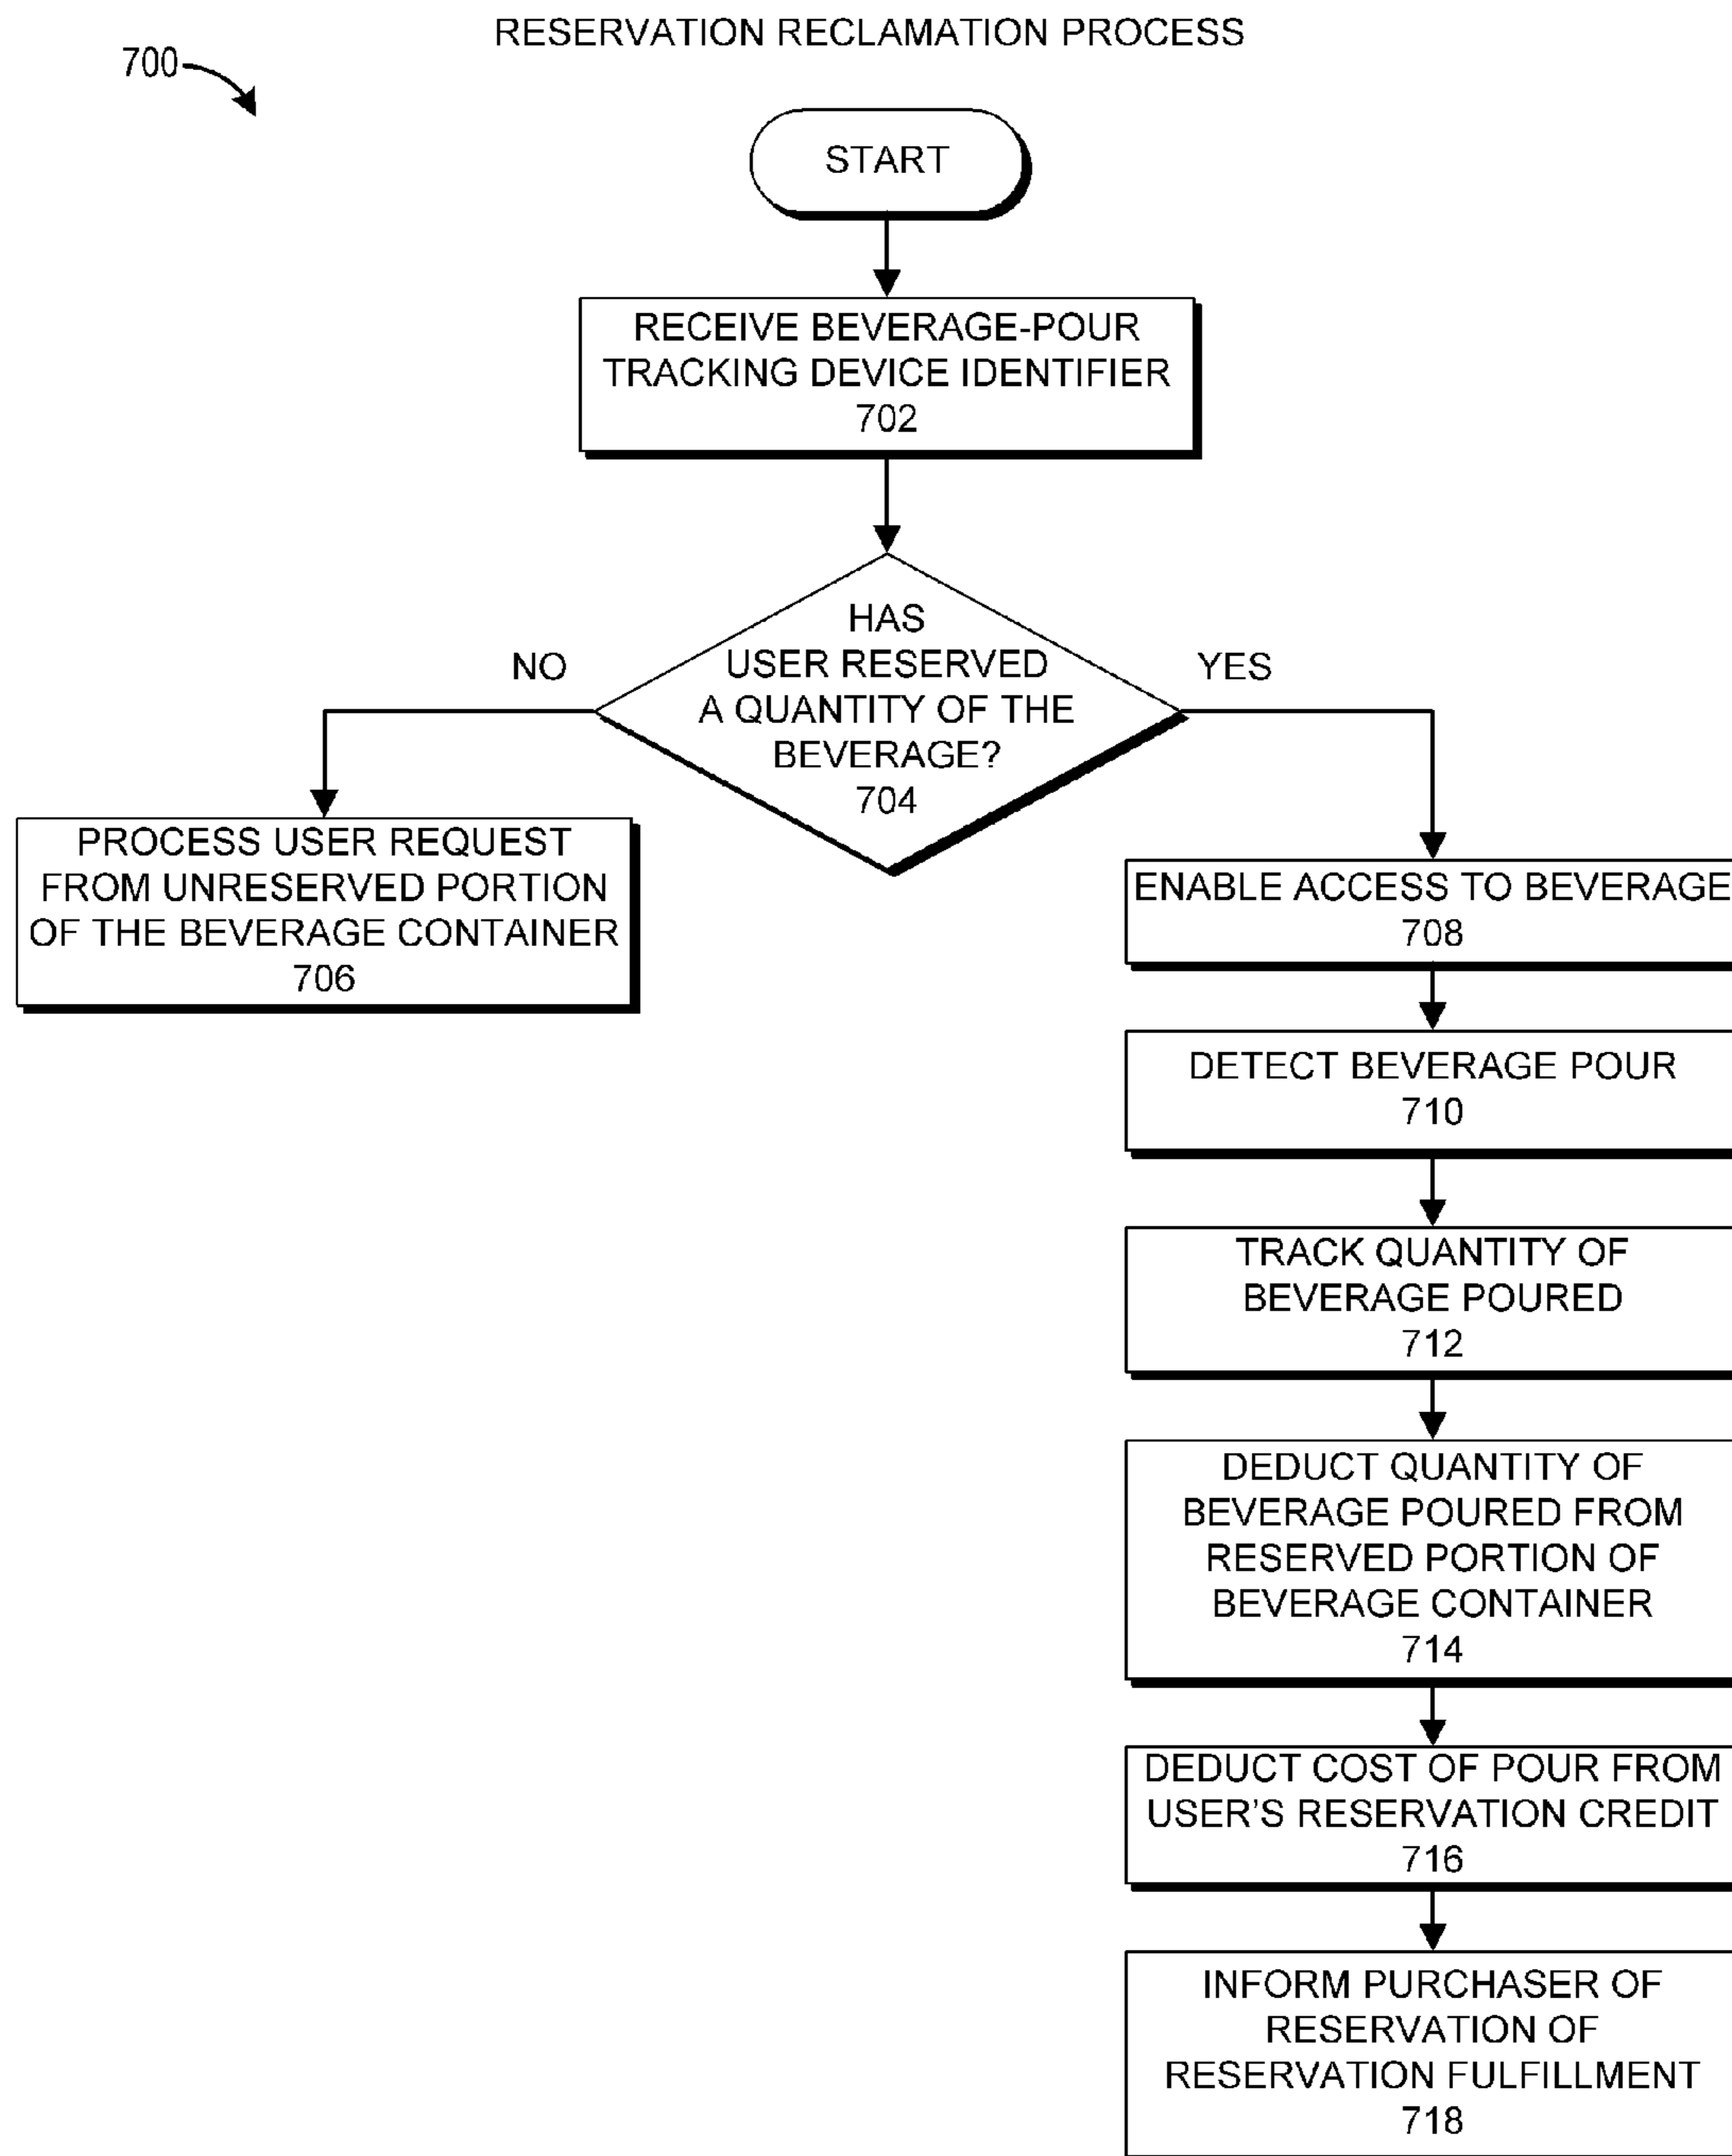 RESERVATION RECLAMATION PROCESS
700
START
RECEIVE BEVERAGE-POUR
TRACKING DEVICE IDENTIFIER
702
HAS
USER RESERVED
A QUANTITY OF THE
BEVERAGE?
704
NO
YES
PROCESS USER REQUEST
FROM UNRESERVED PORTION
OF THE BEVERAGE CONTAINER
706
ENABLE ACCESS TO BEVERAGE
708
DETECT BEVERAGE POUR
710
TRACK QUANTITY OF
BEVERAGE POURED
712
DEDUCT QUANTITY OF
BEVERAGE POURED FROM
RESERVED PORTION OF
BEVERAGE CONTAINER
714
DEDUCT COST OF POUR FROM
USER'S RESERVATION CREDIT
716
INFORM PURCHASER OF
RESERVATION OF
RESERVATION FULFILLMENT
718